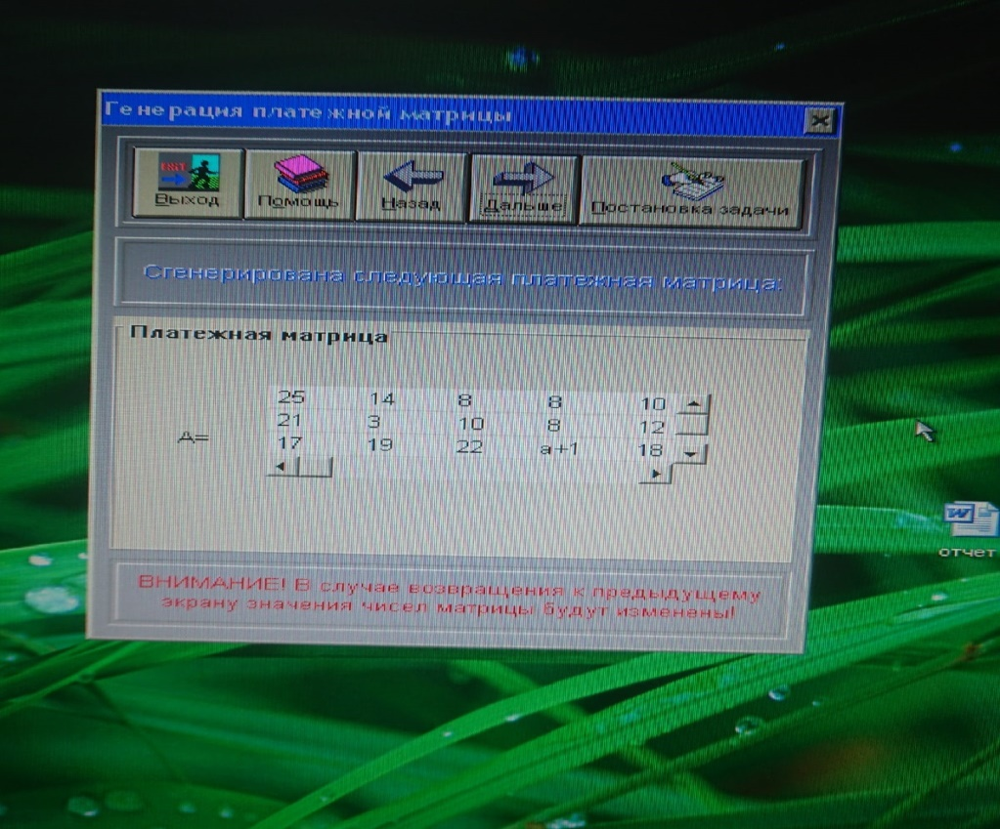 Генерация платежной матрицы
EXIT
Выход Помощь Назад Дальше Постановка задачи
Сгенерирована следующая платежная матрица:
Платежная матрица
25 14 8 8 10
21 3 10 8 12
A=
17 19 22 a+1 18
W
отчет
ВНИМАНИЕ! В случае возвращения к предыдущему
экрану значения чисел матрицы будут изменены!